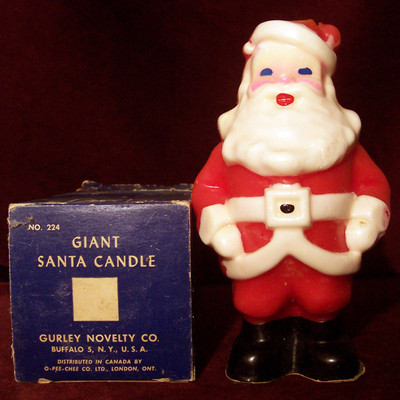 NO. 224
GIANT
SANTA CANDLE
GURLEY NOVELTY CO.
BUFFALO 5, N.Y., U.S.A.
DISTRIBUTED IN CANADA BY
O-PEE-CHEE CO. LTD., LONDON, ONT.